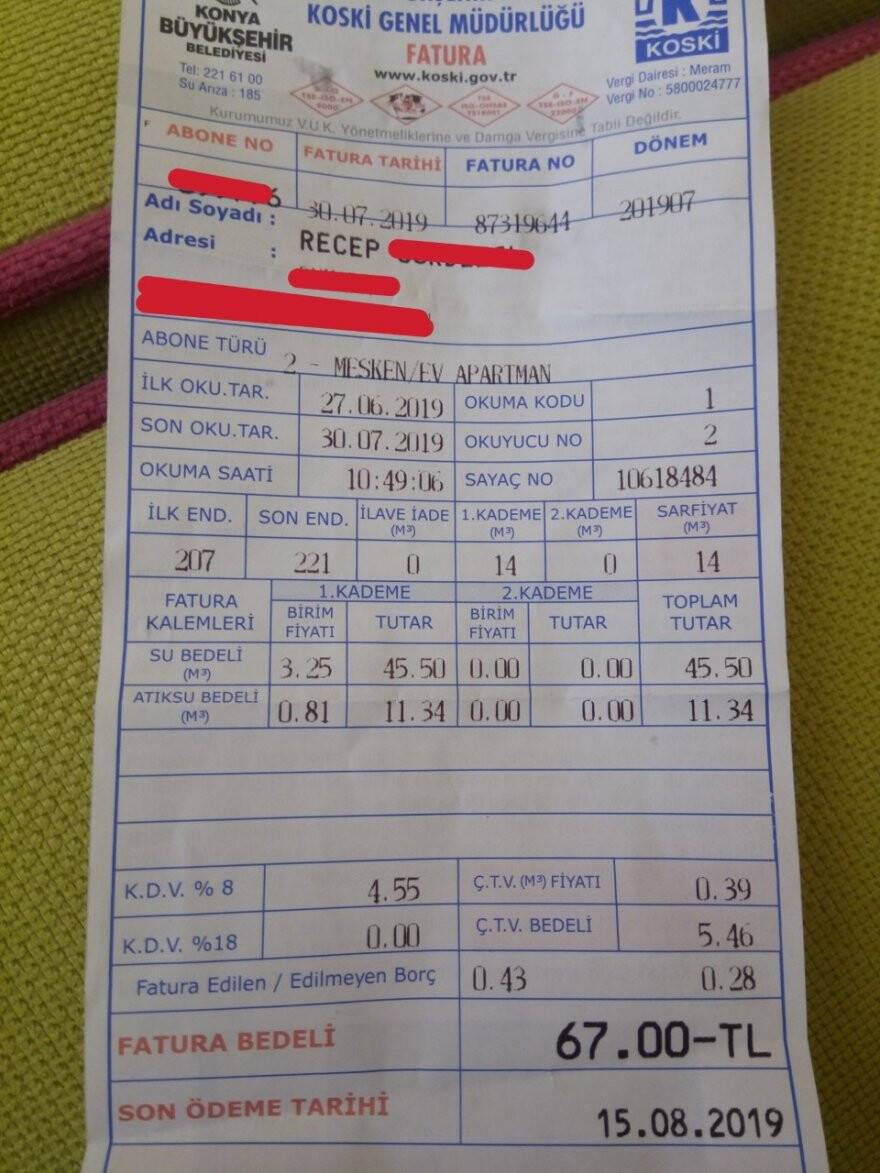 KONYA
BÜYÜKŞEHİR
BELEDİYESİ
Tel: 221 61 00
Su Arıza : 185
KOSKİ GENEL MÜDÜRLÜĞÜ
FATURA
www.koski.gov.tr
KOSKİ
Vergi Dairesi : Meram
Vergi No : 5800024777
TSE-ISO-EN
9000
TSE-ISO-EN
Kurumumuz V.U.K. Yönetmeliklerine ve Damga Vergisine Tabii Değildir.
ABONE NO FATURA TARİHİ FATURA NO DÖNEM
6 30.07.2019 87319644 201907
Adı Soyadı : RECEP
Adresi :
ABONE TÜRÜ 2 - MESKEN/EV APARTMAN
İLK OKU.TAR. 27.06.2019 OKUMA KODU 1
SON OKU.TAR. 30.07.2019 OKUYUCU NO 2
OKUMA SAATİ 10:49:06 SAYAÇ NO 10618484
İLK END. SON END. İLAVE İADE (M³) 1.KADEME (M³) 2.KADEME (M³) SARFİYAT (M³)
207 221 0 14 0 14
FATURA KALEMLERİ 1.KADEME 2.KADEME TOPLAM TUTAR
BİRİM FİYATI TUTAR BİRİM FİYATI TUTAR
SU BEDELİ (M³) 3.25 45.50 0.00 0.00 45.50
ATIKSU BEDELİ (M³) 0.81 11.34 0.00 0.00 11.34
K.D.V. % 8 4.55 Ç.T.V. (M³) FİYATI 0.39
K.D.V. %18 0.00 Ç.T.V BEDELİ 5.46
Fatura Edilen / Edilmeyen Borç 0.43 0.28
FATURA BEDELİ 67.00-TL
SON ÖDEME TARİHİ 15.08.2019